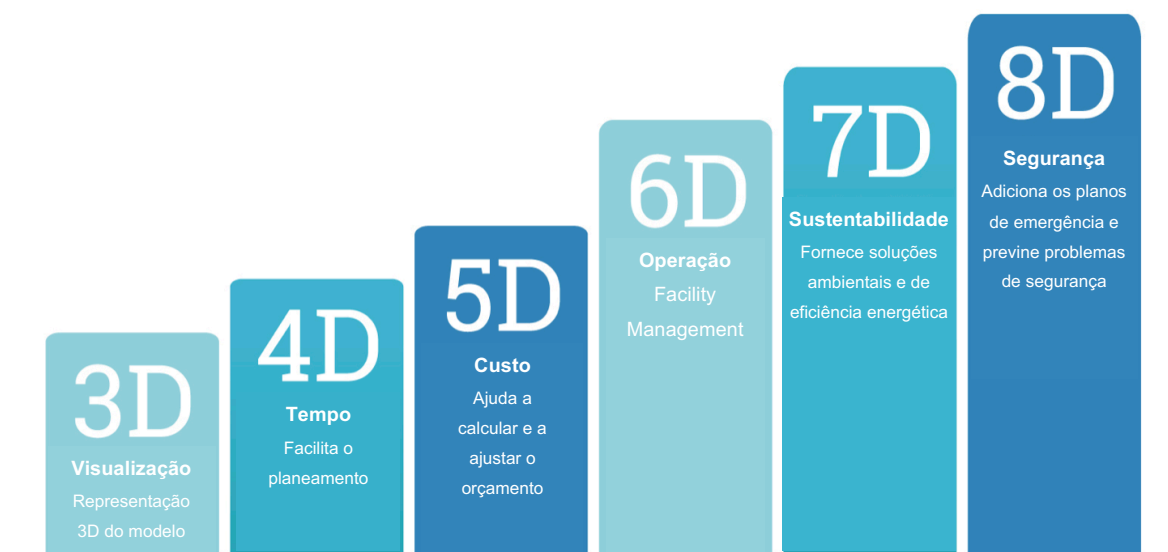 3D
Visualização
Representação
3D do modelo
4D
Tempo
Facilita o
planeamento
5D
Custo
Ajuda a
calcular e a
ajustar o
orçamento
6D
Operação
Facility
Management
7D
Sustentabilidade
Fornece soluções
ambientais e de
eficiência energética
8D
Segurança
Adiciona os planos
de emergência e
previne problemas
de segurança